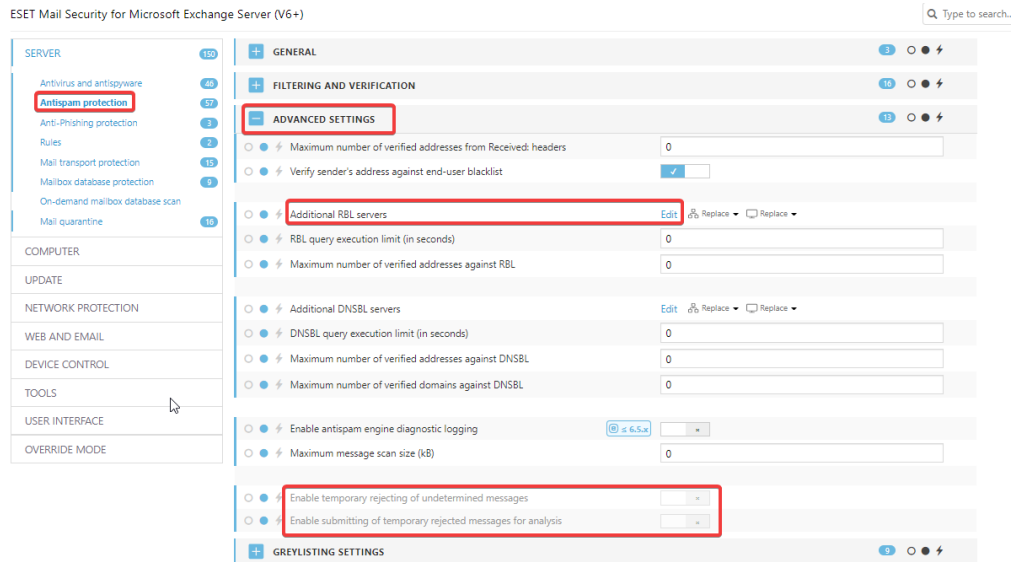 ESET Mail Security for Microsoft Exchange Server (V6+)
Type to search..
SERVER 150
Antivirus and antispyware 46
Antispam protection 57
Anti-Phishing protection 3
Rules 2
Mail transport protection 15
Mailbox database protection 9
On-demand mailbox database scan
Mail quarantine 16
COMPUTER
UPDATE
NETWORK PROTECTION
WEB AND EMAIL
DEVICE CONTROL
TOOLS
USER INTERFACE
OVERRIDE MODE
GENERAL 3
FILTERING AND VERIFICATION 16
ADVANCED SETTINGS 13
Maximum number of verified addresses from Received: headers 0
Verify sender's address against end-user blacklist
Additional RBL servers Edit Replace Replace
RBL query execution limit (in seconds) 0
Maximum number of verified addresses against RBL 0
Additional DNSBL servers Edit Replace Replace
DNSBL query execution limit (in seconds) 0
Maximum number of verified addresses against DNSBL 0
Maximum number of verified domains against DNSBL 0
Enable antispam engine diagnostic logging ≤ 6.5.x
Maximum message scan size (kB) 0
Enable temporary rejecting of undetermined messages
Enable submitting of temporary rejected messages for analysis
GREYLISTING SETTINGS 9